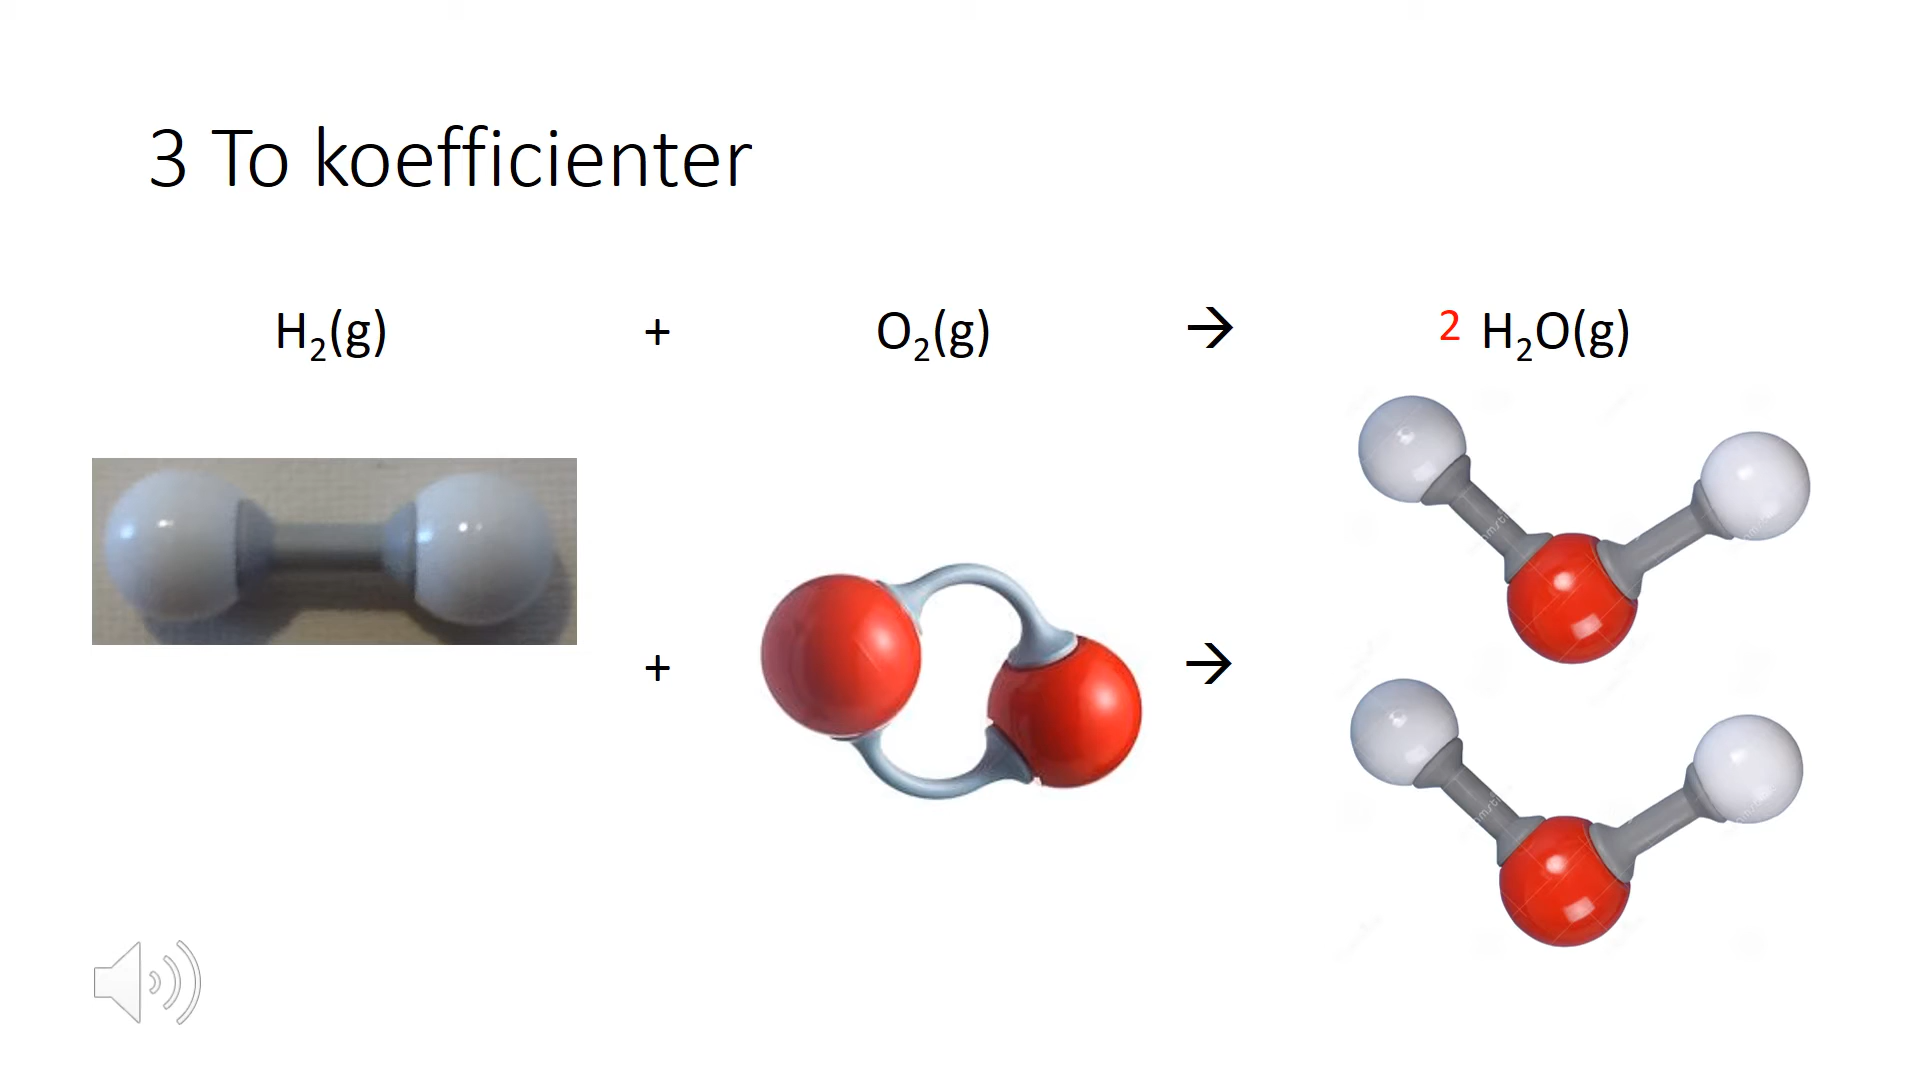 3 To koefficienter
H₂(g) + O₂(g) → 2 H₂O(g)
+ →